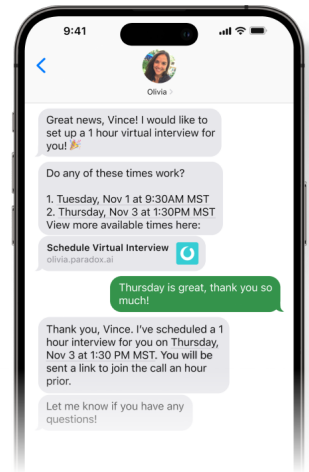 9:41
Olivia
Great news, Vince! I would like to
set up a 1 hour virtual interview for
you! 🎉
Do any of these times work?
1. Tuesday, Nov 1 at 9:30AM MST
2. Thursday, Nov 3 at 1:30PM MST
View more available times here:
Schedule Virtual Interview
olivia.paradox.ai
Thursday is great, thank you so
much!
Thank you, Vince. I've scheduled a 1
hour interview for you on Thursday,
Nov 3 at 1:30 PM MST. You will be
sent a link to join the call an hour
prior.
Let me know if you have any
questions!